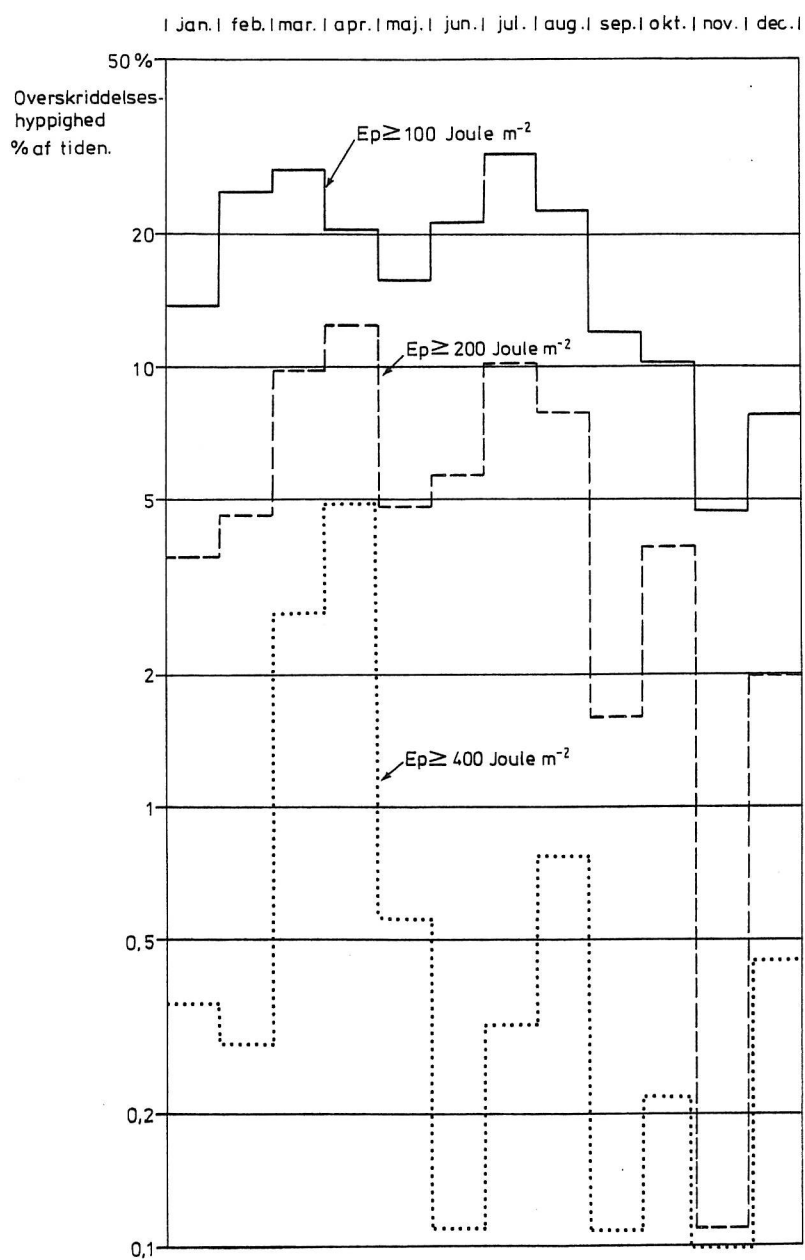 | jan. | feb. | mar. | apr. | maj. | jun. | jul. | aug. | sep. | okt. | nov. | dec. |
50 %
Overskriddelses-
hyppighed
% af tiden.
Ep ≥ 100 Joule m⁻²
20
Ep ≥ 200 Joule m⁻²
10
5
2
Ep ≥ 400 Joule m⁻²
1
0,5
0,2
0,1